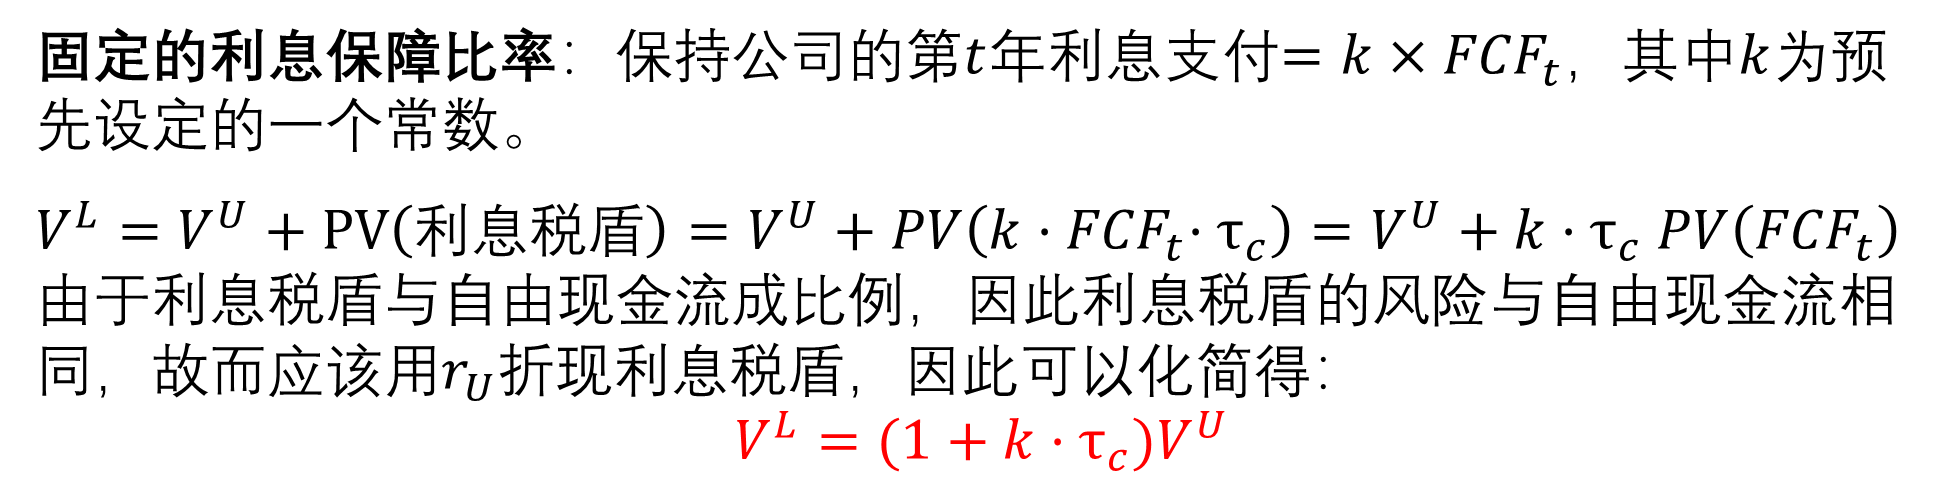 固定的利息保障比率：保持公司的第t年利息支付= k × FCFₜ，其中k为预
先设定的一个常数。
V^L = V^U + PV(利息税盾) = V^U + PV(k · FCF_t · τ_c) = V^U + k · τ_c PV(FCF_t)
由于利息税盾与自由现金流成比例，因此利息税盾的风险与自由现金流相
同，故而应该用r_U折现利息税盾，因此可以化简得：
V^L = (1 + k · τ_c)V^U